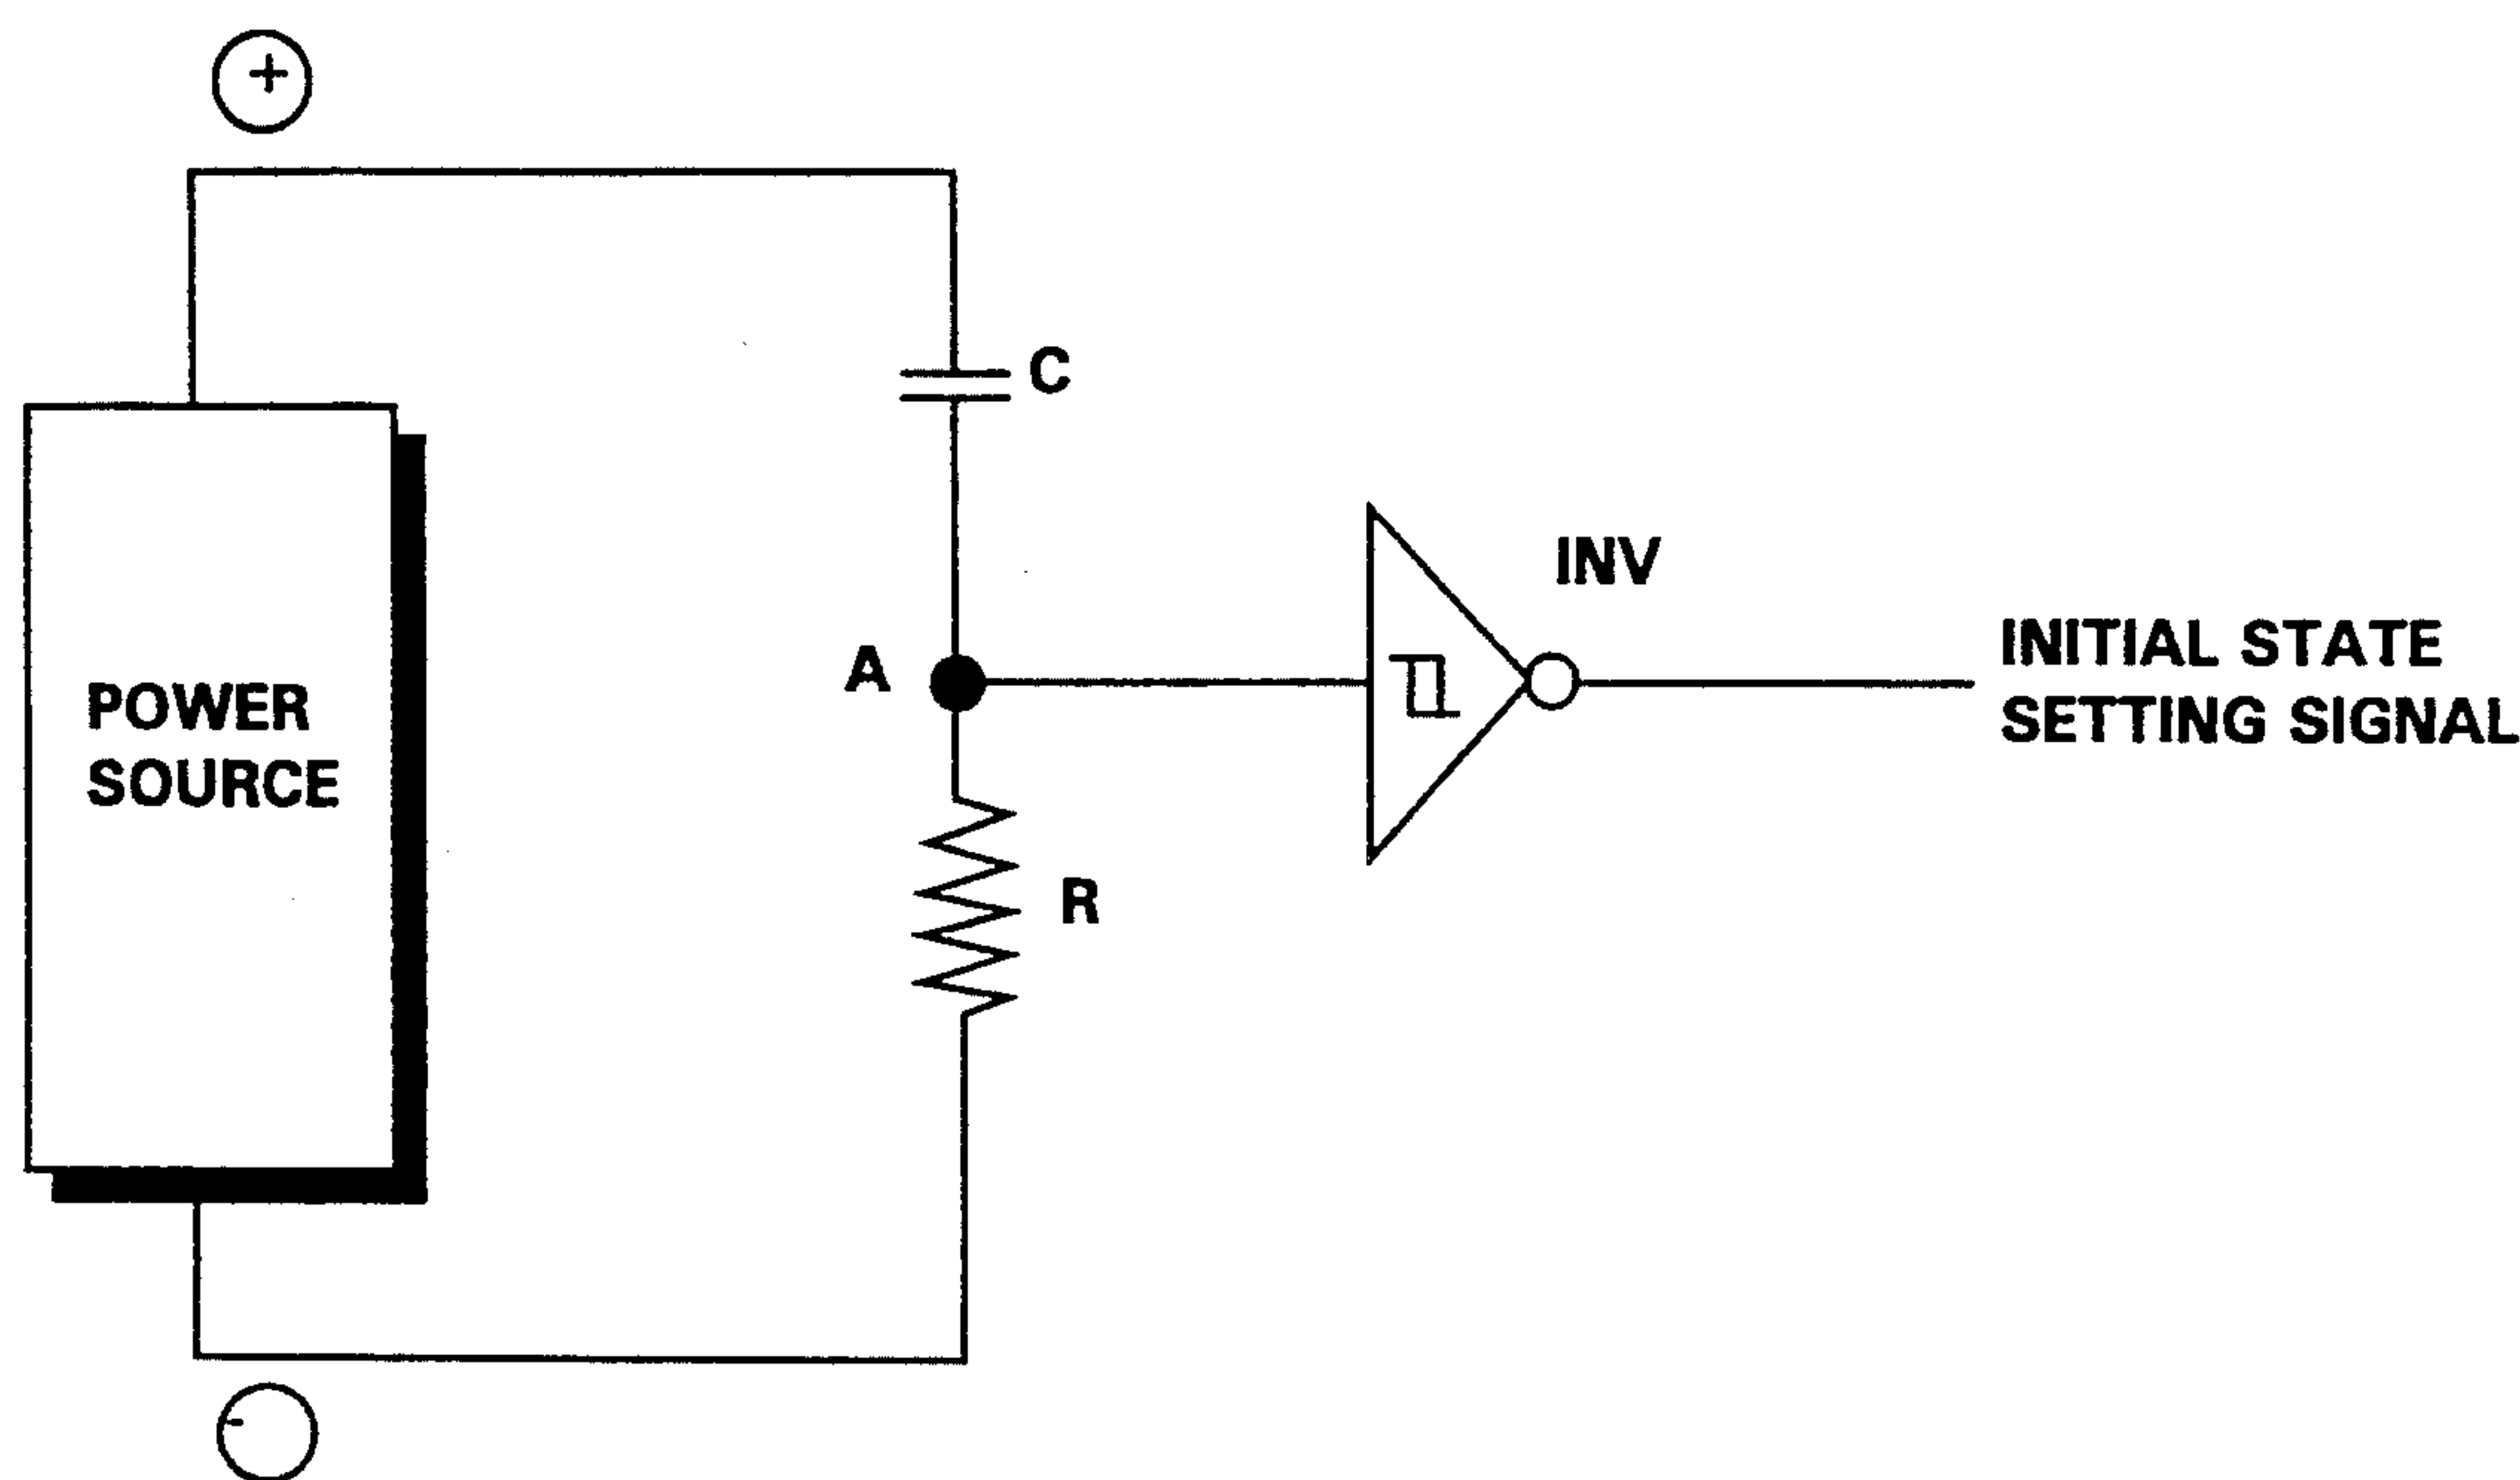 +
C
INV
A
INITIAL STATE
SETTING SIGNAL
POWER
SOURCE
R
-